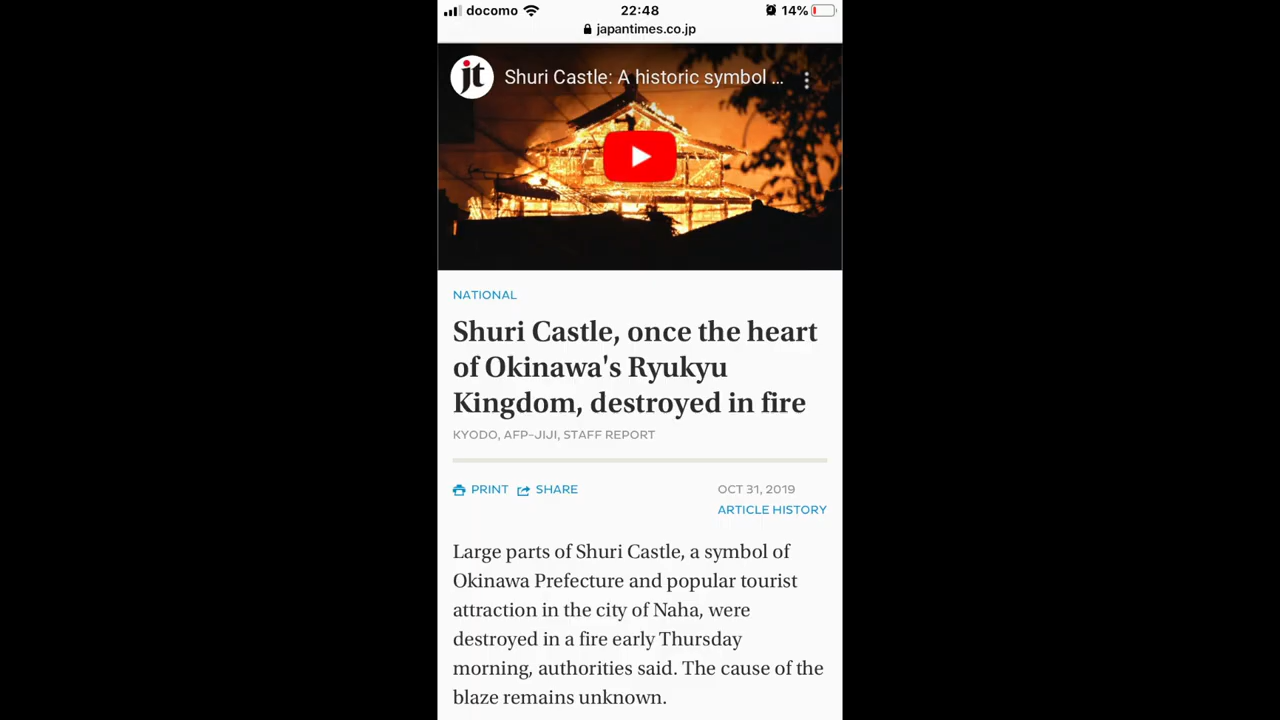 docomo 22:48 14%
japantimes.co.jp
jt Shuri Castle: A historic symbol ...
NATIONAL
Shuri Castle, once the heart
of Okinawa's Ryukyu
Kingdom, destroyed in fire
KYODO, AFP-JIJI, STAFF REPORT
PRINT SHARE OCT 31, 2019
ARTICLE HISTORY
Large parts of Shuri Castle, a symbol of
Okinawa Prefecture and popular tourist
attraction in the city of Naha, were
destroyed in a fire early Thursday
morning, authorities said. The cause of the
blaze remains unknown.